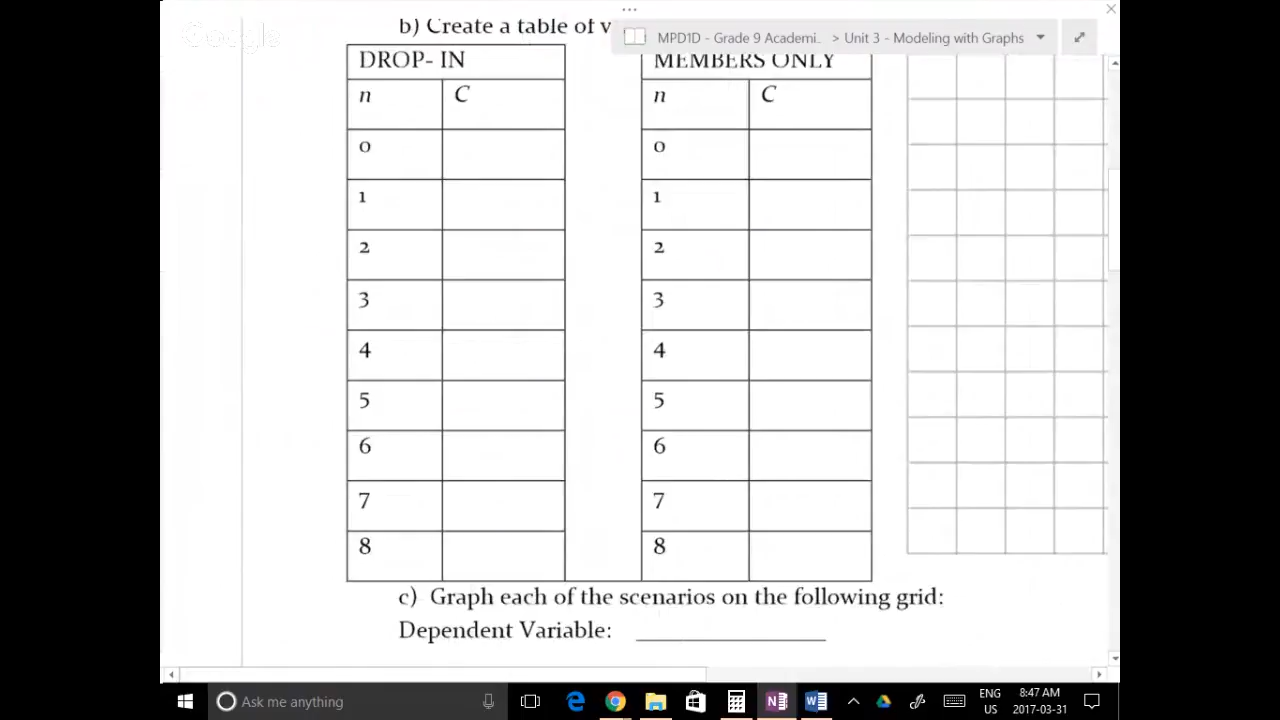 Google
b) Create a table of v
MPD1D - Grade 9 Academi. > Unit 3 - Modeling with Graphs
DROP- IN
MEMBERS ONLY
n C n C
0 0
1 1
2 2
3 3
4 4
5 5
6 6
7 7
8 8
c) Graph each of the scenarios on the following grid:
Dependent Variable:
Ask me anything
ENG
US
8:47 AM
2017-03-31